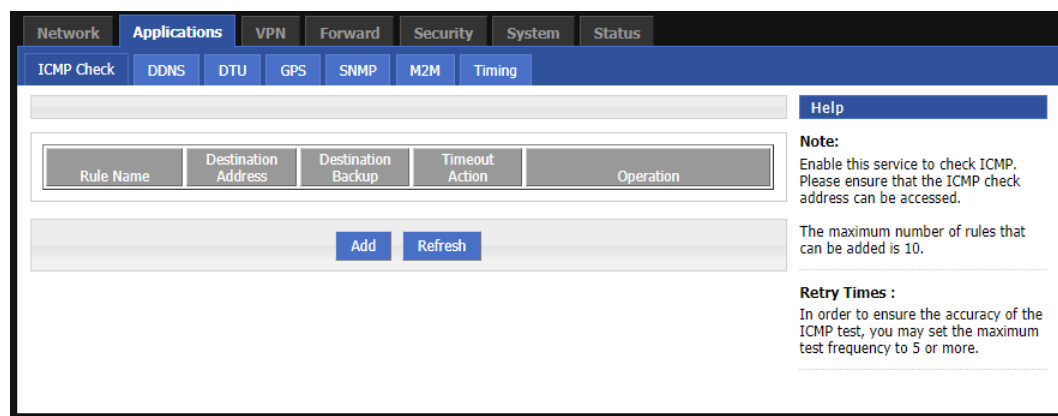 Network Applications VPN Forward Security System Status
ICMP Check DDNS DTU GPS SNMP M2M Timing
Rule Name Destination Address Destination Backup Timeout Action Operation
Add Refresh
Help
Note:
Enable this service to check ICMP.
Please ensure that the ICMP check
address can be accessed.
The maximum number of rules that
can be added is 10.
Retry Times :
In order to ensure the accuracy of the
ICMP test, you may set the maximum
test frequency to 5 or more.